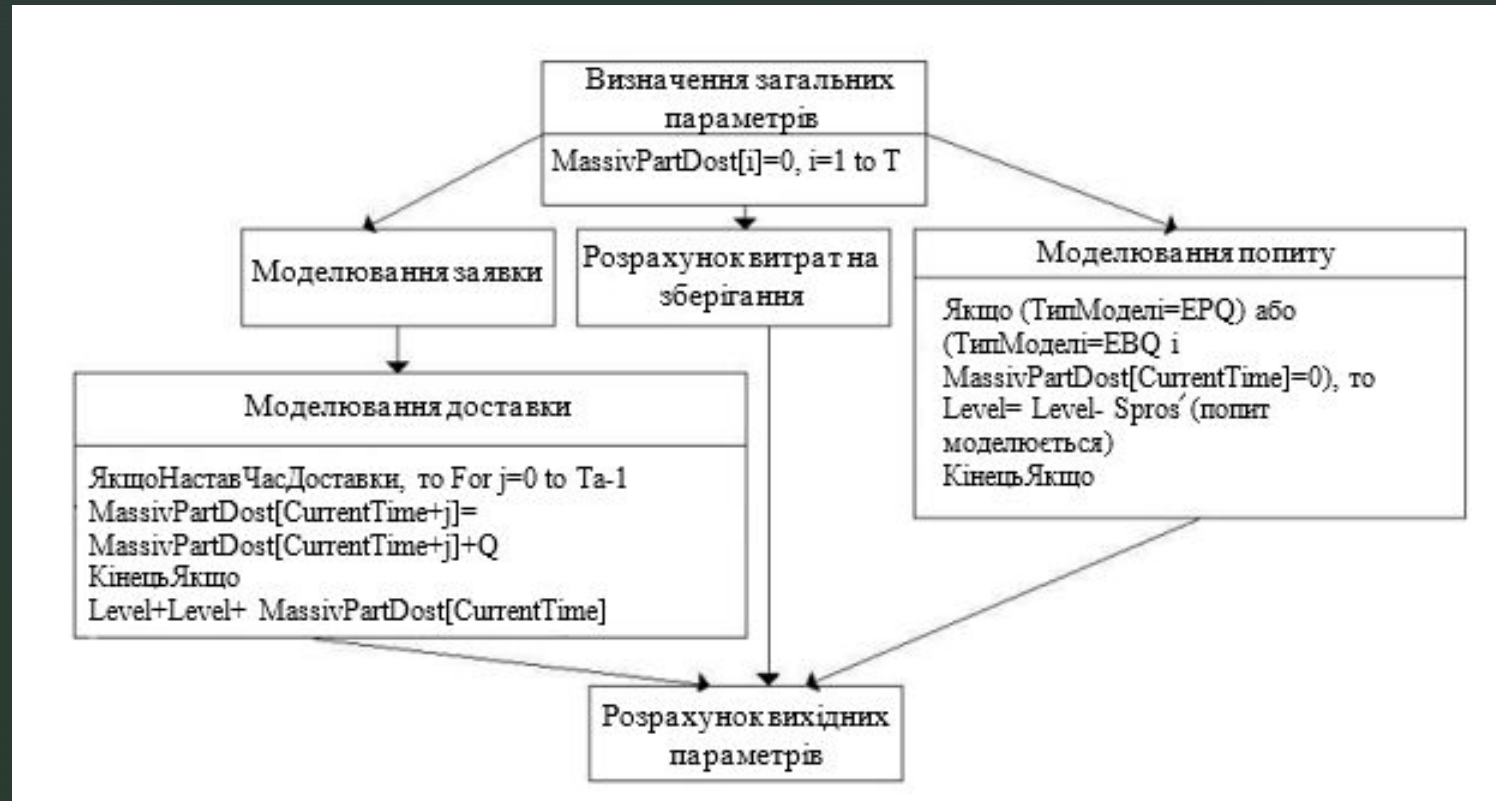 Визначення загальних
параметрів
MassivPartDost[i]=0, i=1 to T
Моделювання заявки
Розрахунок витрат на
зберігання
Моделювання попиту
Якщо (ТипМоделі=EPQ) або
(ТипМоделі=EBQ і
MassivPartDost[CurrentTime]=0), то
Level= Level- Spros ́ (попит
моделюється)
КінецьЯкщо
Моделювання доставки
ЯкщоНаставЧасДоставки, то For j=0 to Ta-1
MassivPartDost[CurrentTime+j]=
MassivPartDost[CurrentTime+j]+Q
КінецьЯкщо
Level+Level+ MassivPartDost[CurrentTime]
Розрахунок вихідних
параметрів